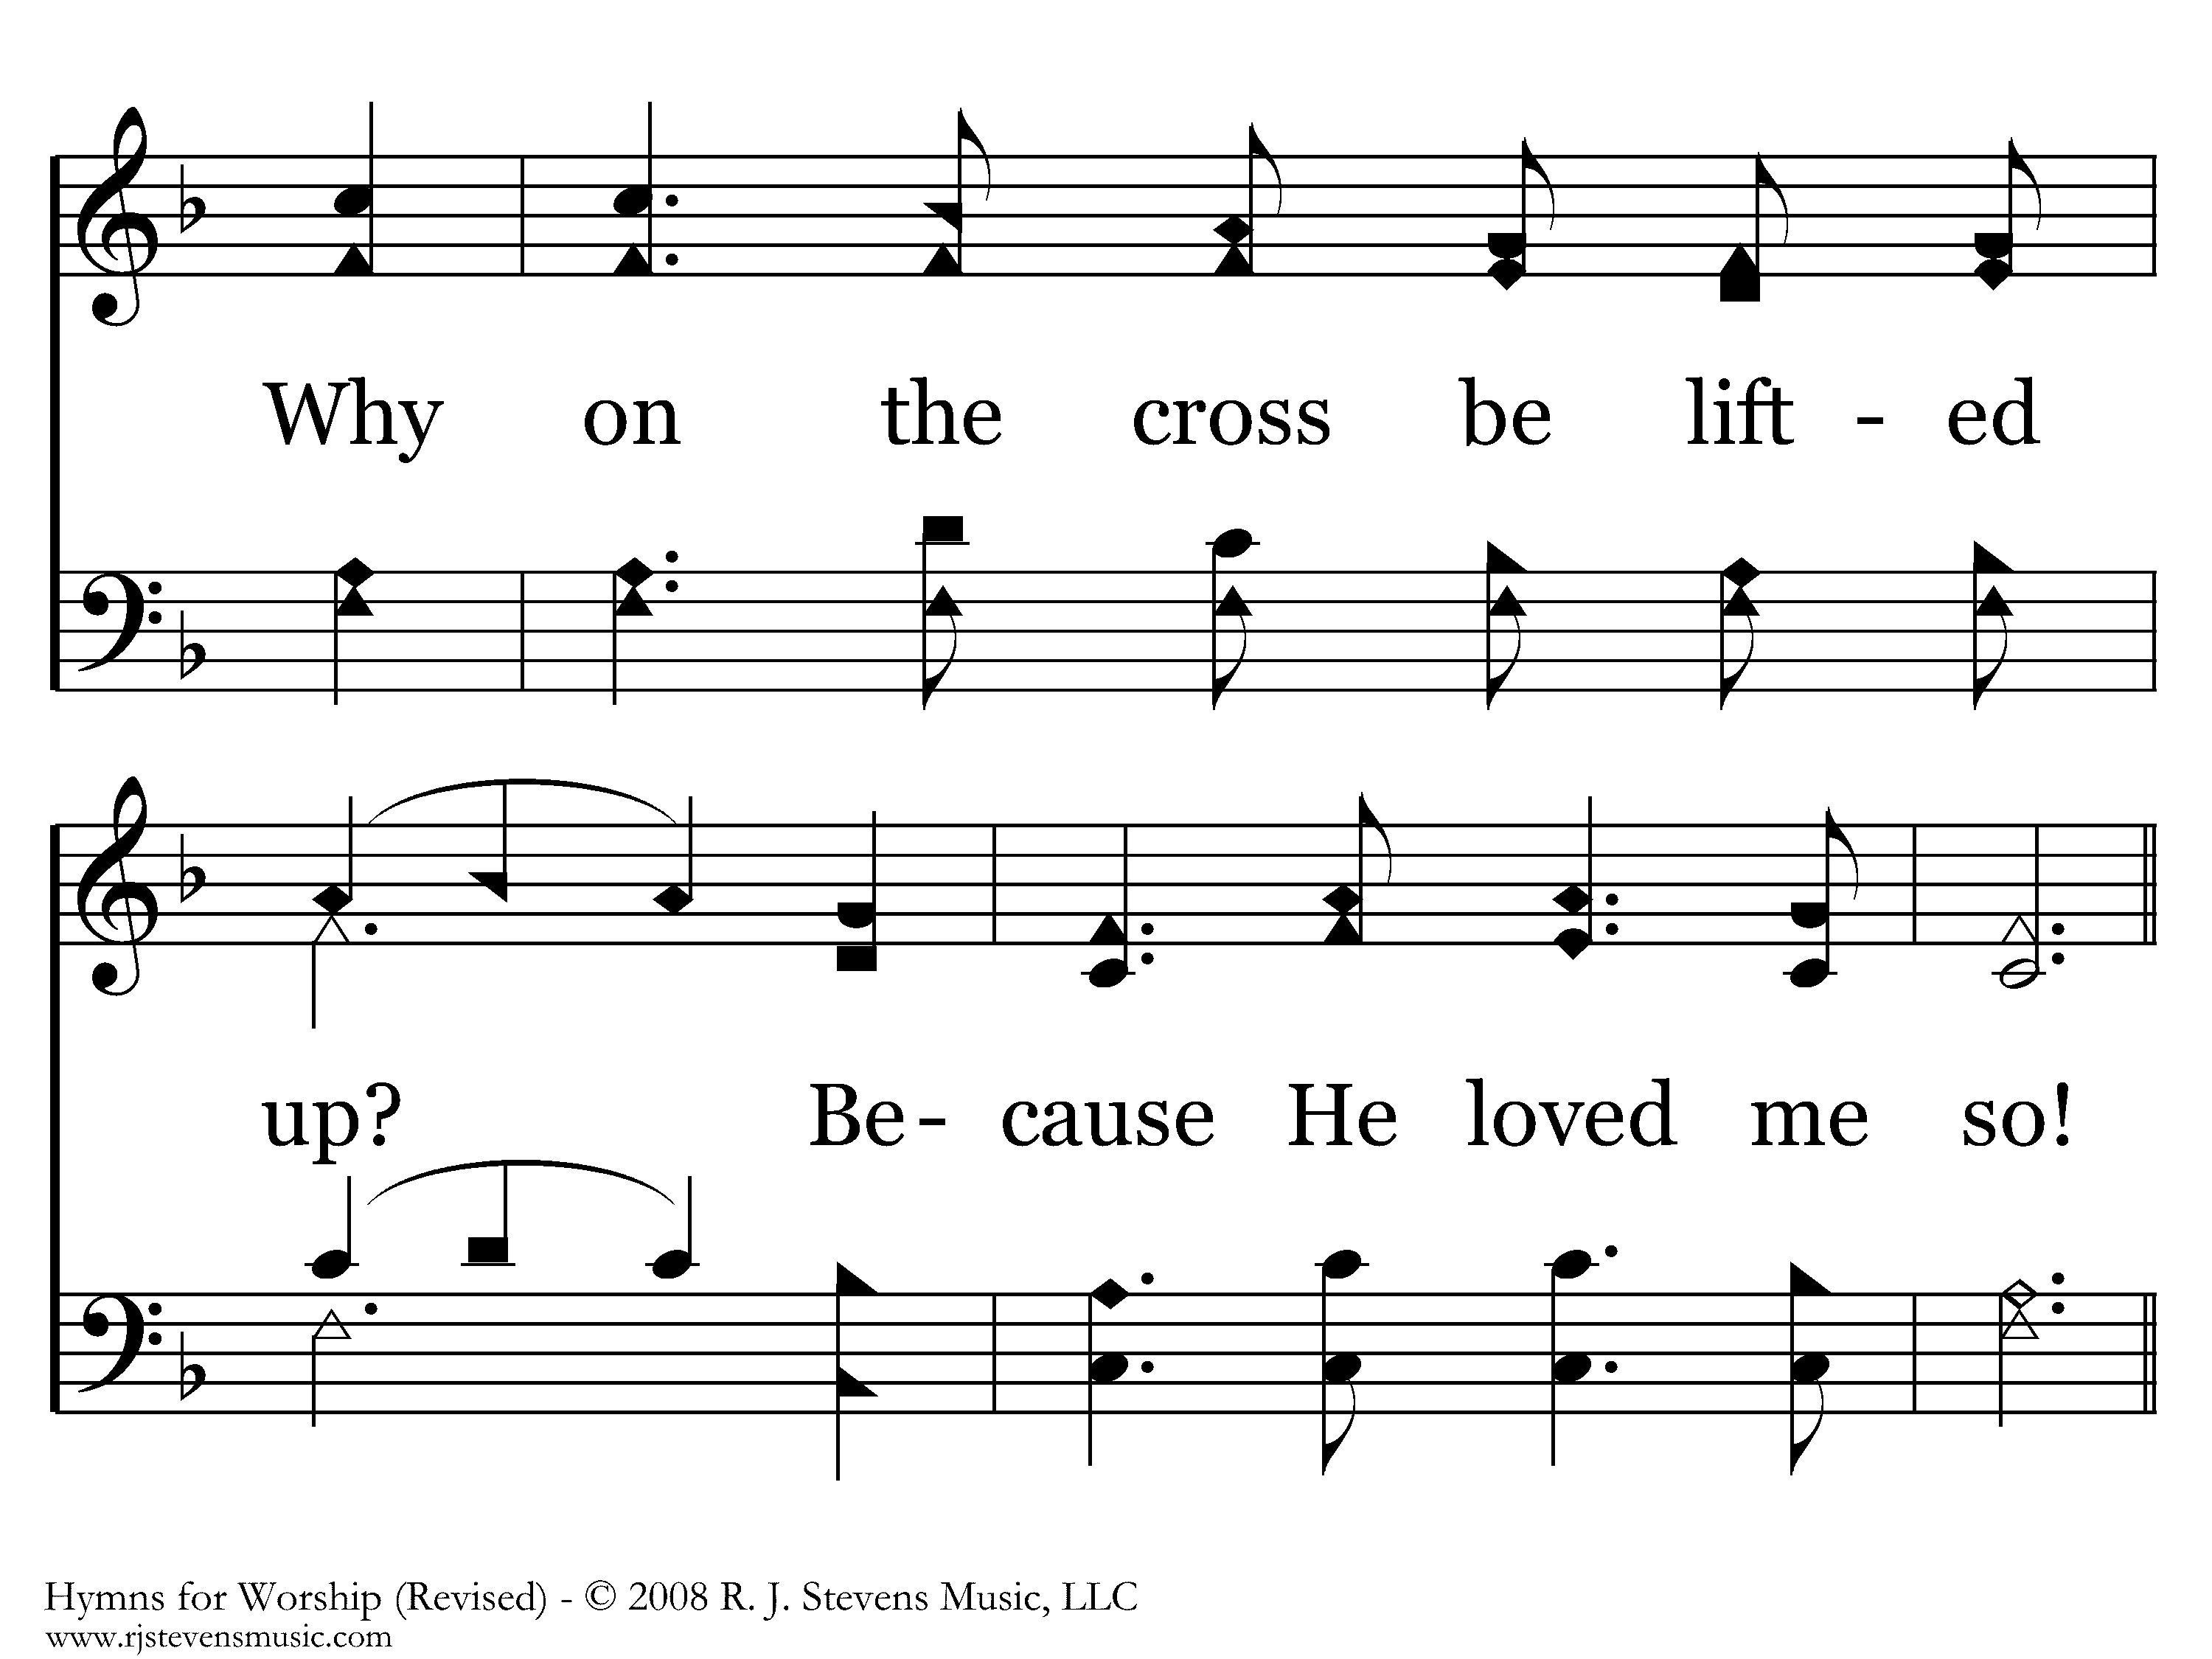 Why on the cross be lift - ed
up? Be - cause He loved me so!
Hymns for Worship (Revised) - © 2008 R. J. Stevens Music, LLC
www.rjstevensmusic.com